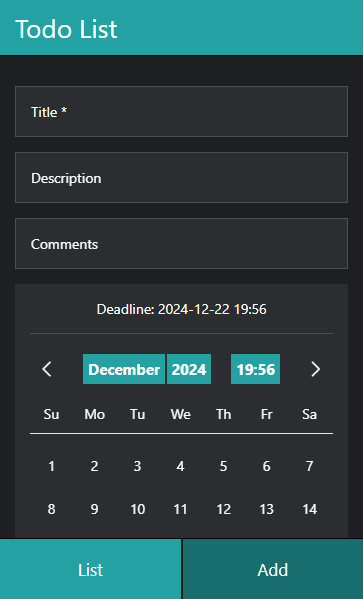 Todo List
Title *
Description
Comments
Deadline: 2024-12-22 19:56
December 2024 19:56
Su Mo Tu We Th Fr Sa
1 2 3 4 5 6 7
8 9 10 11 12 13 14
List Add